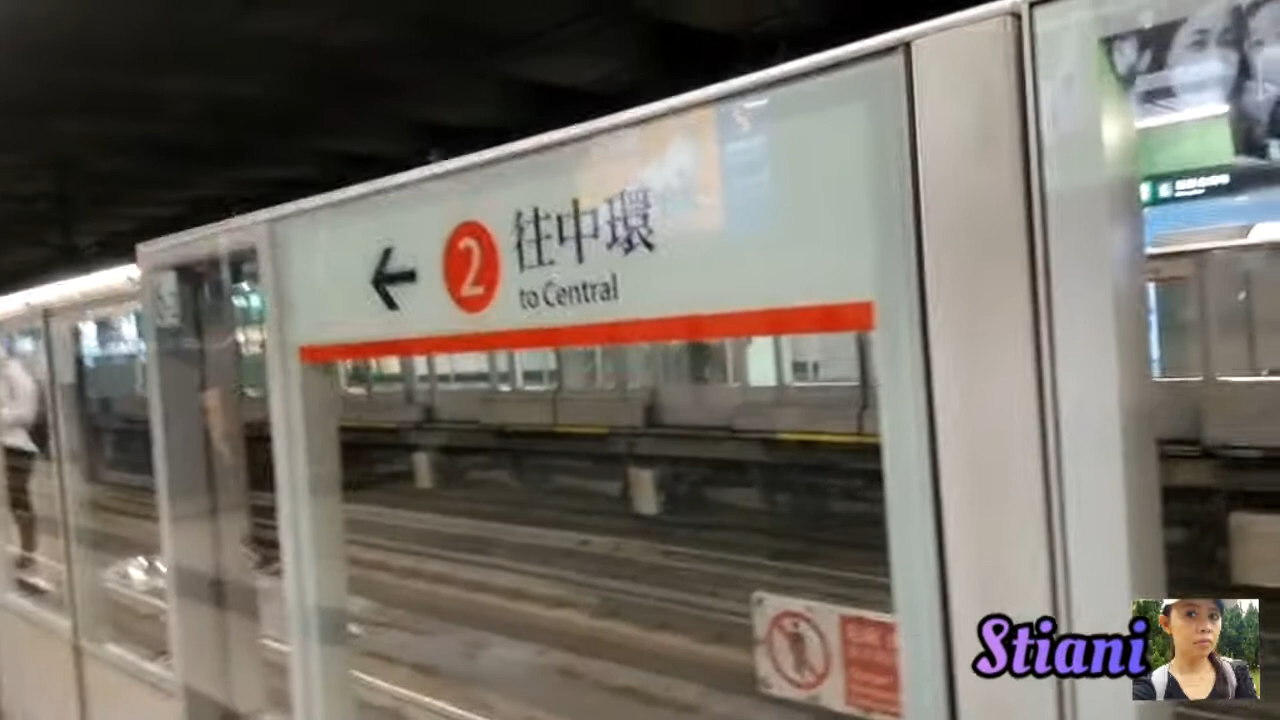 2 往中環
to Central
Stiani